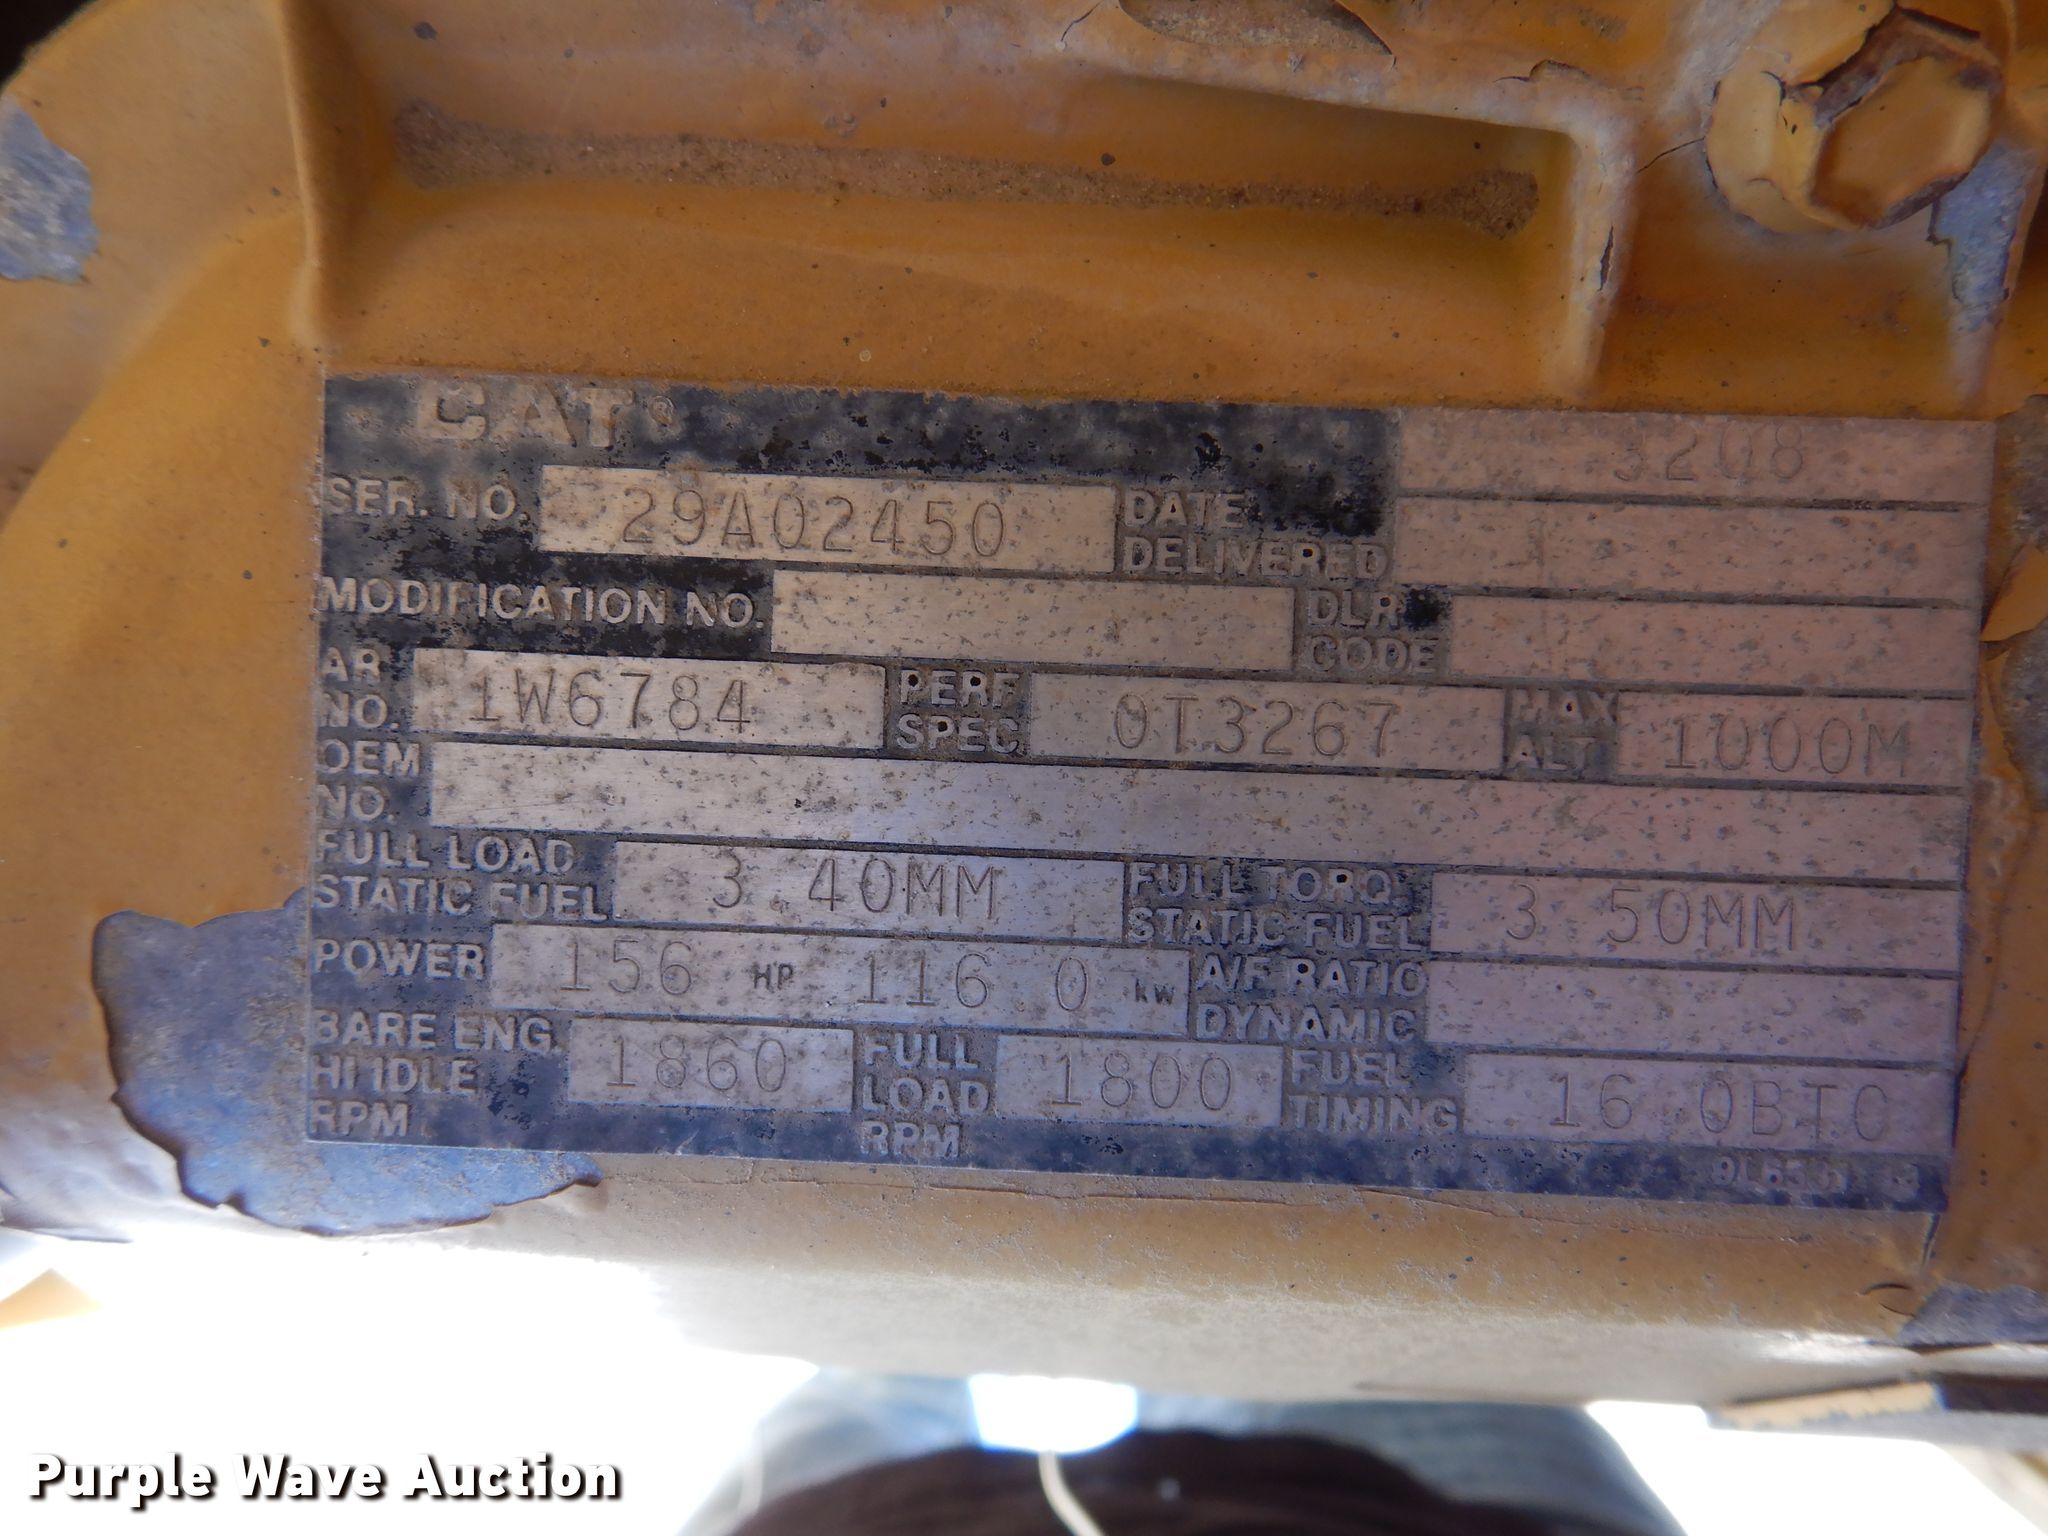 CAT® 3208
SER. NO. 29A02450 DATE DELIVERED
MODIFICATION NO. DLR CODE
AR NO. 1W6784 PERF SPEC 0T3267 MAX ALT 1000M
OEM NO.
FULL LOAD STATIC FUEL 3 40MM FULL TORQ. STATIC FUEL 3 50MM
POWER 156 HP 116 0 kW A/F RATIO DYNAMIC
BARE ENG. HI IDLE RPM 1860 FULL LOAD RPM 1800 FUEL TIMING 16 0BTC
Purple Wave Auction